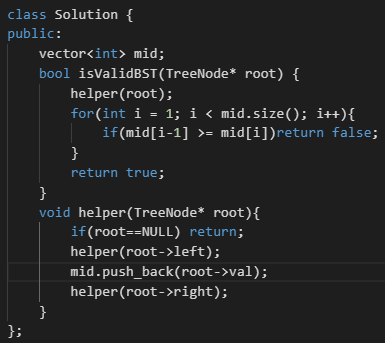 class Solution {
public:
    vector<int> mid;
    bool isValidBST(TreeNode* root) {
        helper(root);
        for(int i = 1; i < mid.size(); i++){
            if(mid[i-1] >= mid[i])return false;
        }
        return true;
    }
    void helper(TreeNode* root){
        if(root==NULL) return;
        helper(root->left);
        mid.push_back(root->val);
        helper(root->right);
    }
};